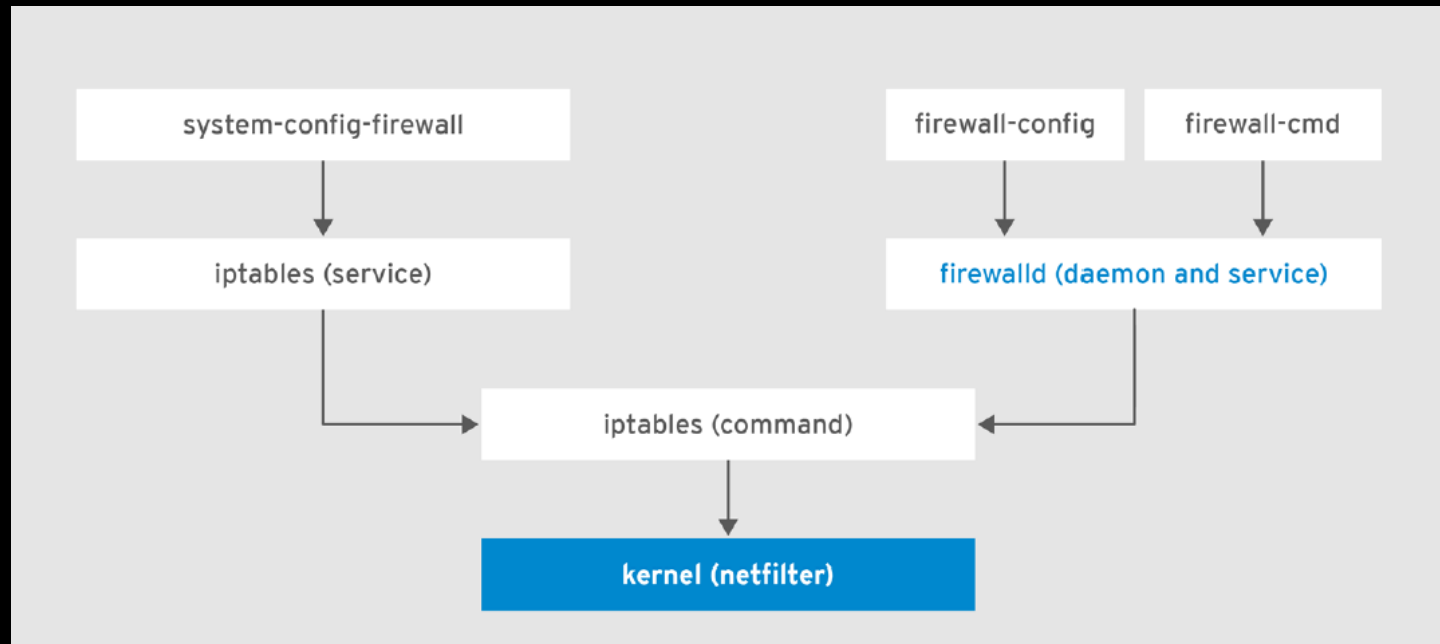 system-config-firewall
firewall-config
firewall-cmd
iptables (service)
firewalld (daemon and service)
iptables (command)
kernel (netfilter)